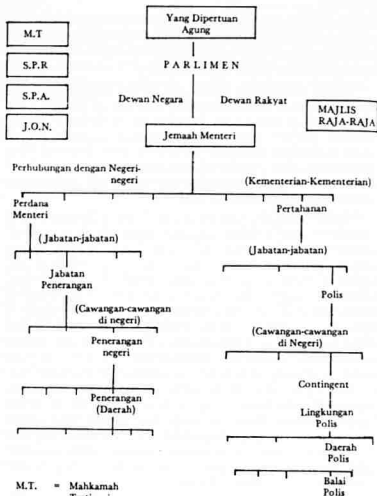 Yang Dipertuan
Agung
M.T
S.P.R
S.P.A.
J.O.N.
PARLIMEN
Dewan Negara
Dewan Rakyat
MAJLIS
RAJA-RAJA
Jemaah Menteri
Perhubungan dengan Negeri-
negeri
(Kementerian-Kementerian)
Perdana
Menteri
Pertahanan
(Jabatan-jabatan)
(Jabatan-jabatan)
Jabatan
Penerangan
Polis
(Cawangan-cawangan
di negeri)
(Cawangan-cawangan
di Negeri)
Penerangan
negeri
Contingent
Penerangan
(Daerah)
Lingkungan
Polis
Daerah
Polis
Balai
Polis
M.T. = Mahkamah